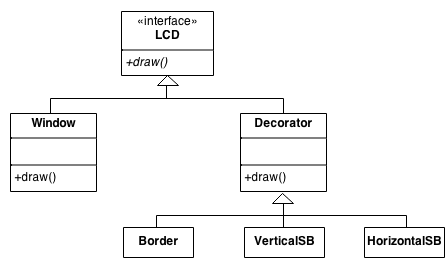 «interface»
LCD
+draw()
Window
+draw()
Decorator
+draw()
Border
VerticalSB
HorizontalSB